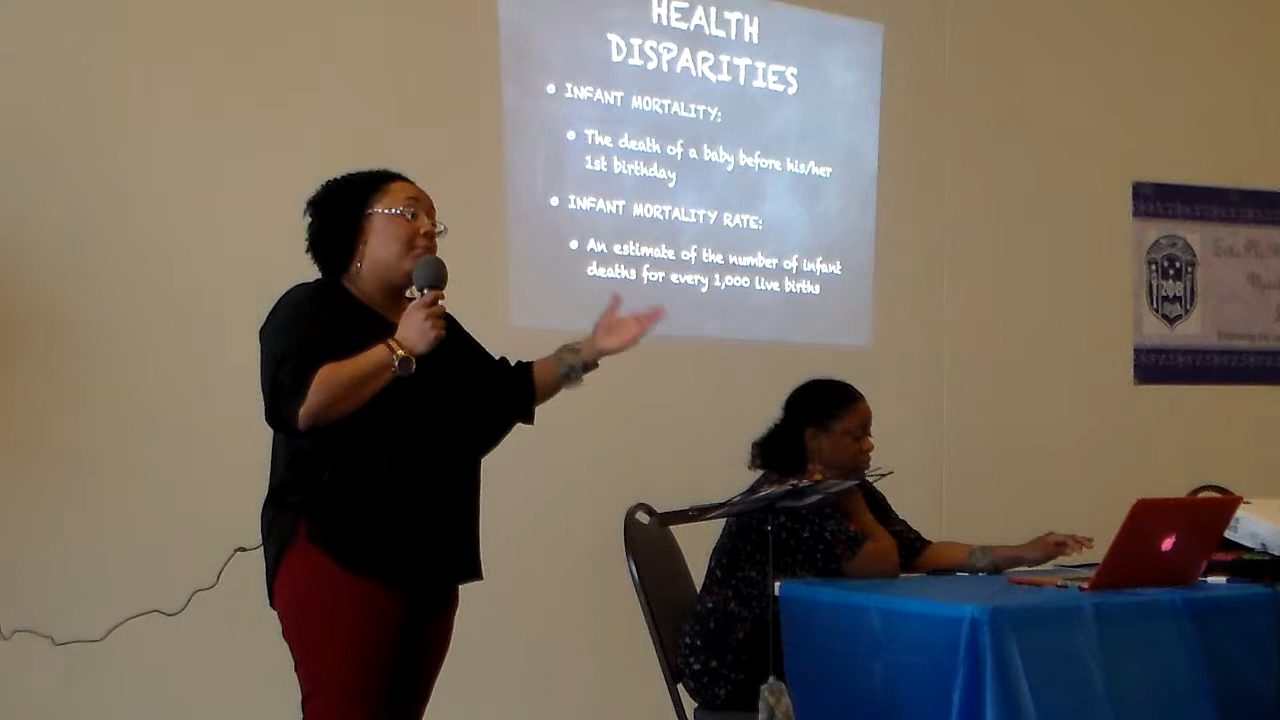 HEALTH
DISPARITIES
INFANT MORTALITY:
The death of a baby before his/her
1st birthday
INFANT MORTALITY RATE:
An estimate of the number of infant
deaths for every 1,000 live births